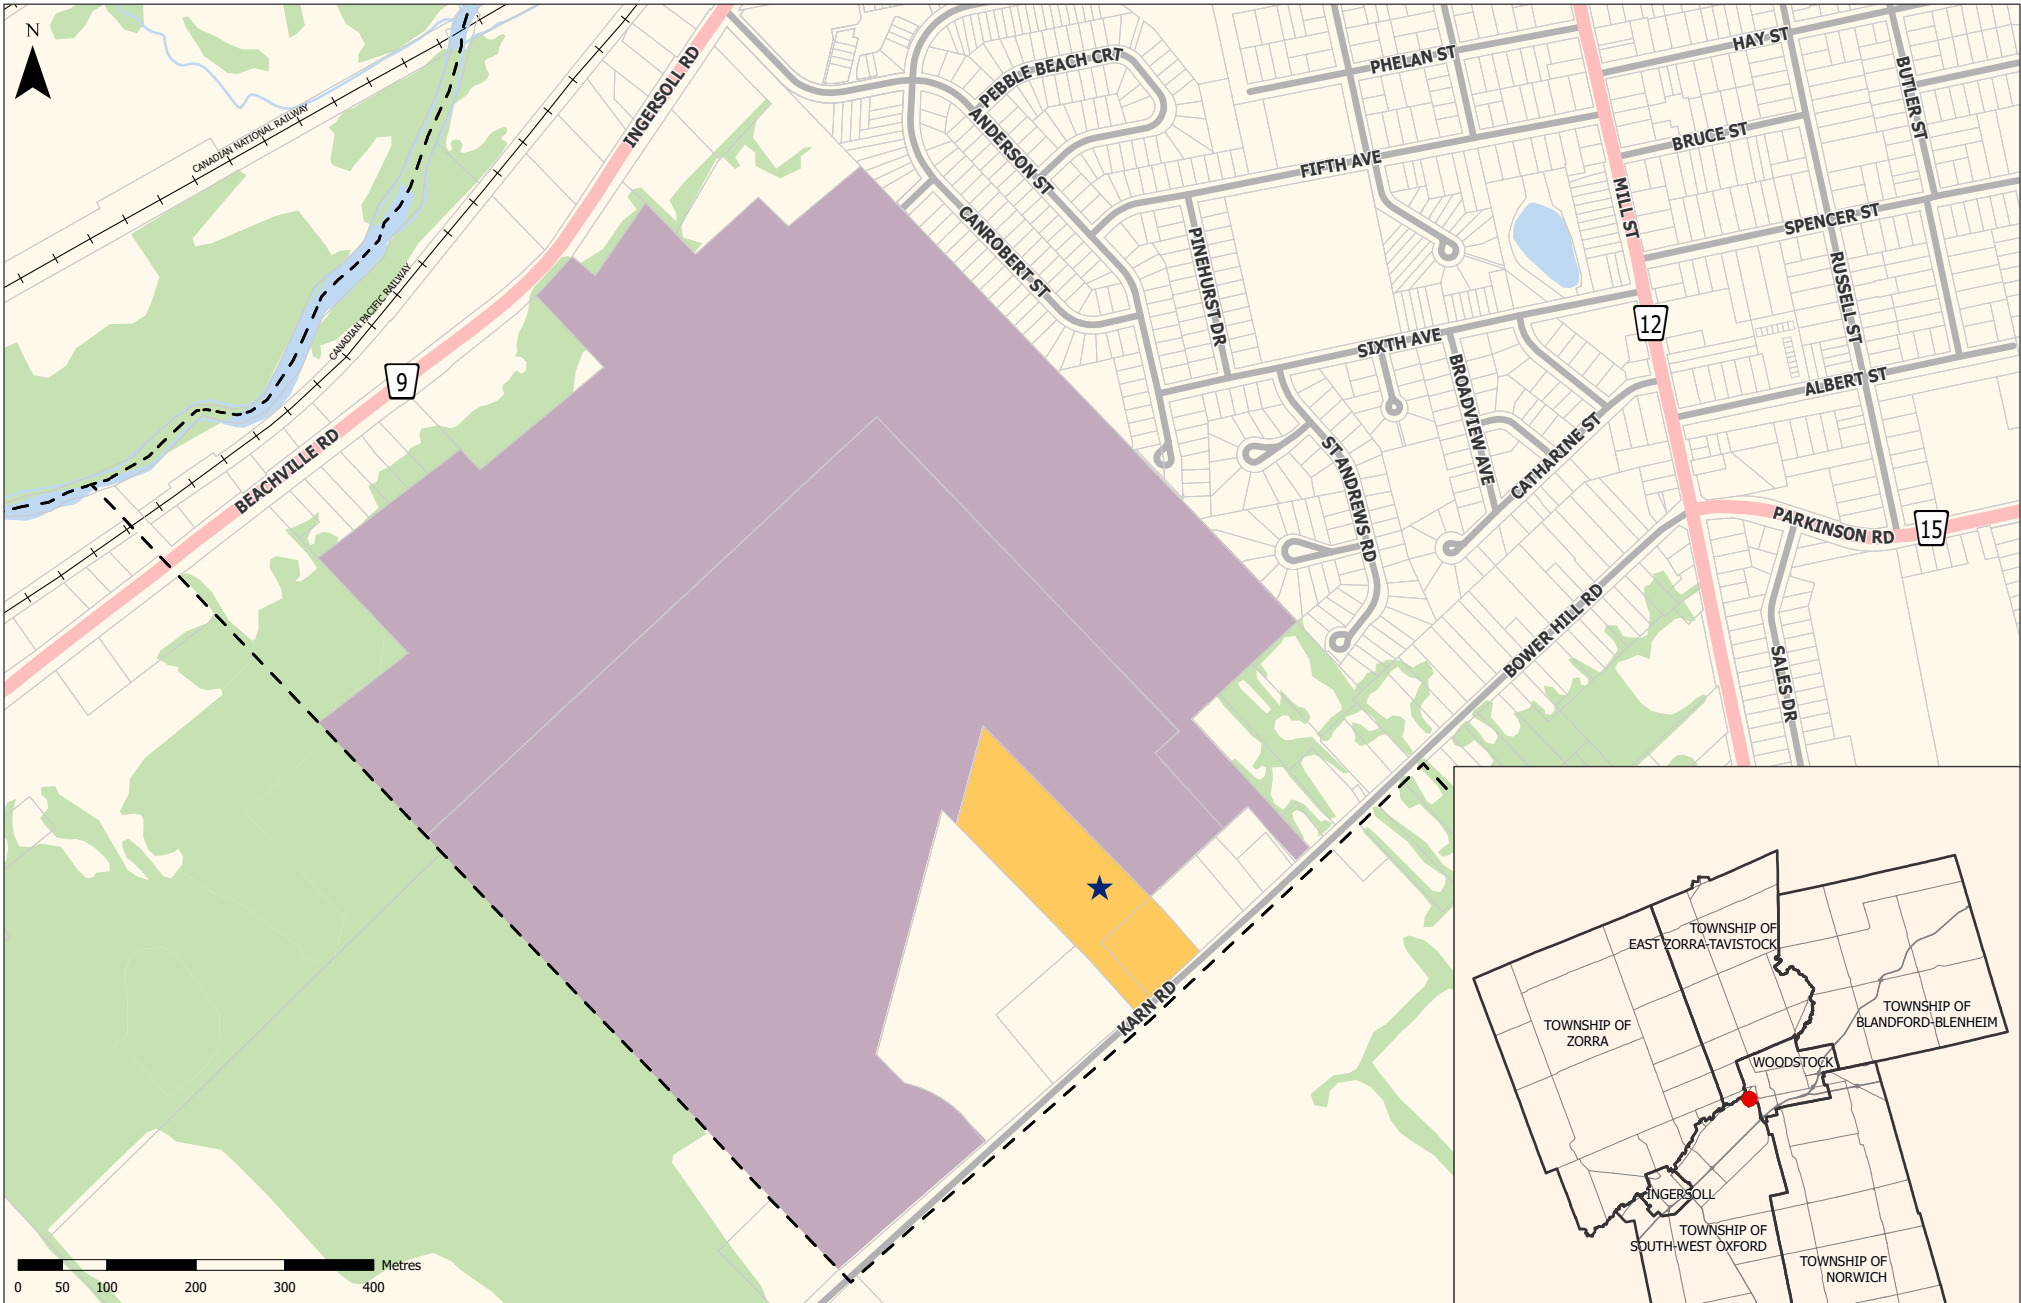 N
INGERSOLL RD
PEBBLE BEACH CRT
PHELAN ST
HAY ST
BUTLER ST
CANADIAN NATIONAL RAILWAY
ANDERSON ST
FIFTH AVE
BRUCE ST
MILL ST
CANROBERT ST
PINEHURST DR
SPENCER ST
RUSSELL ST
CANADIAN PACIFIC RAILWAY
SIXTH AVE
12
9
BROADVIEW AVE
ALBERT ST
BEACHVILLE RD
ST ANDREWS RD
CATHARINE ST
PARKINSON RD
15
BOWER HILL RD
SALES DR
KARN RD
TOWNSHIP OF
EAST ZORRA-TAVISTOCK
TOWNSHIP OF
BLANDFORD-BLENHEIM
TOWNSHIP OF
ZORRA
WOODSTOCK
INGERSOLL
TOWNSHIP OF
SOUTH-WEST OXFORD
TOWNSHIP OF
NORWICH
Metres
0 50 100 200 300 400